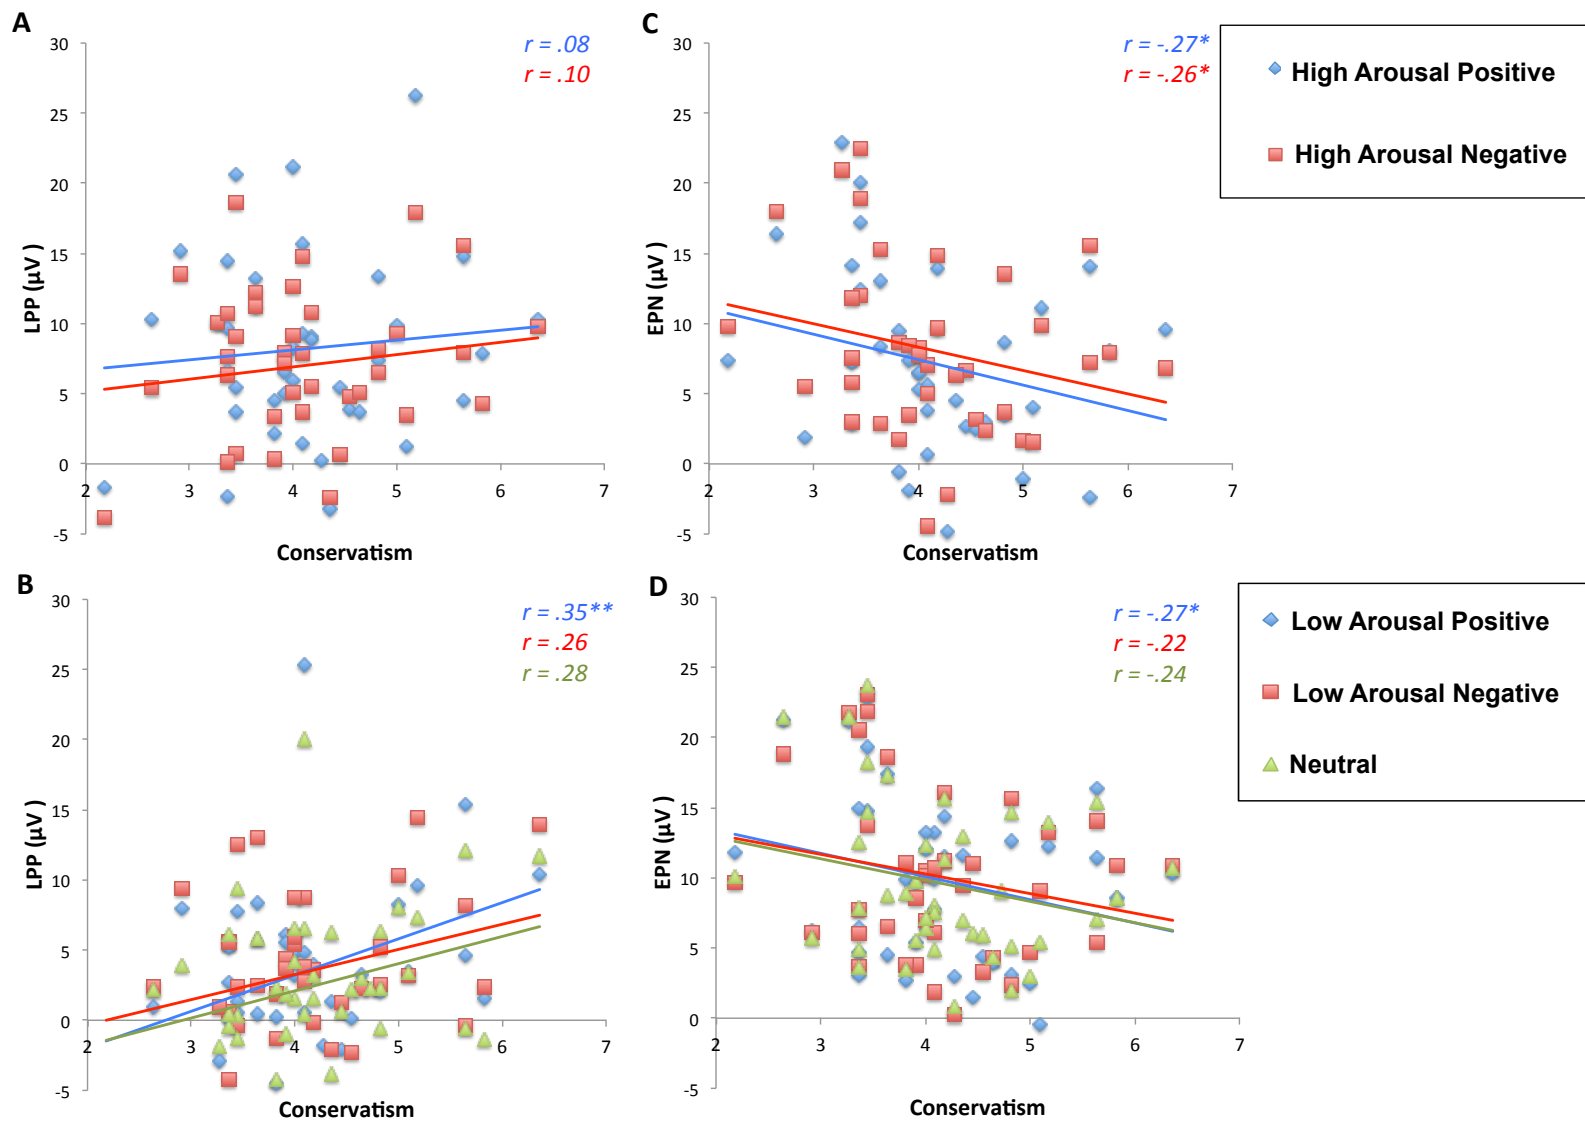 A
r = .08
r = .10
LPP (µV )
30
25
20
15
10
5
0
-5
2 3 4 5 6 7
Conservatism
C
r = -.27*
r = -.26*
EPN (µV )
30
25
20
15
10
5
0
-5
2 3 4 5 6 7
Conservatism
High Arousal Positive
High Arousal Negative
B
r = .35**
r = .26
r = .28
LPP (µV )
30
25
20
15
10
5
0
-5
2 3 4 5 6 7
Conservatism
D
r = -.27*
r = -.22
r = -.24
EPN (µV )
30
25
20
15
10
5
0
-5
2 3 4 5 6 7
Conservatism
Low Arousal Positive
Low Arousal Negative
Neutral